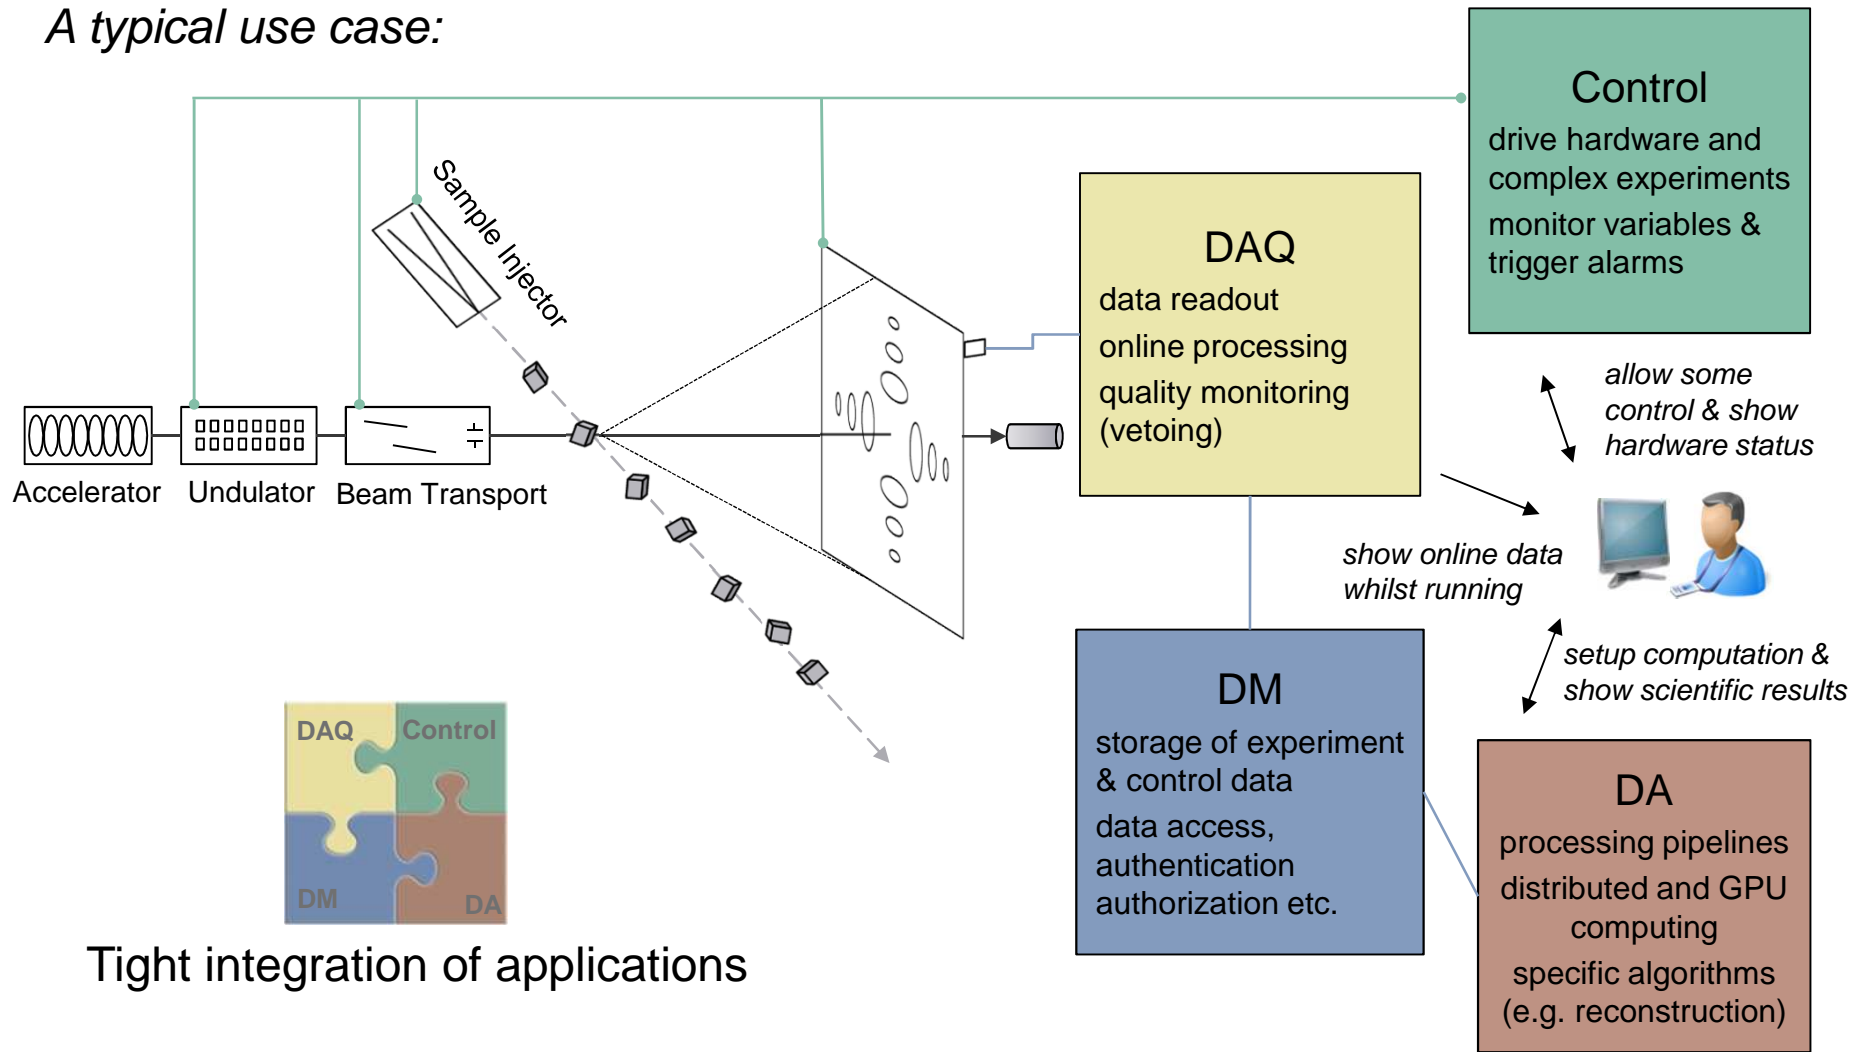 A typical use case:
Control
drive hardware and
complex experiments
monitor variables &
trigger alarms
Sample Injector
DAQ
data readout
online processing
quality monitoring
(vetoing)
allow some
control & show
hardware status
Accelerator
Undulator
Beam Transport
show online data
whilst running
setup computation &
show scientific results
DM
storage of experiment
& control data
data access,
authentication
authorization etc.
DA
processing pipelines
distributed and GPU
computing
specific algorithms
(e.g. reconstruction)
DAQ
Control
DM
DA
Tight integration of applications